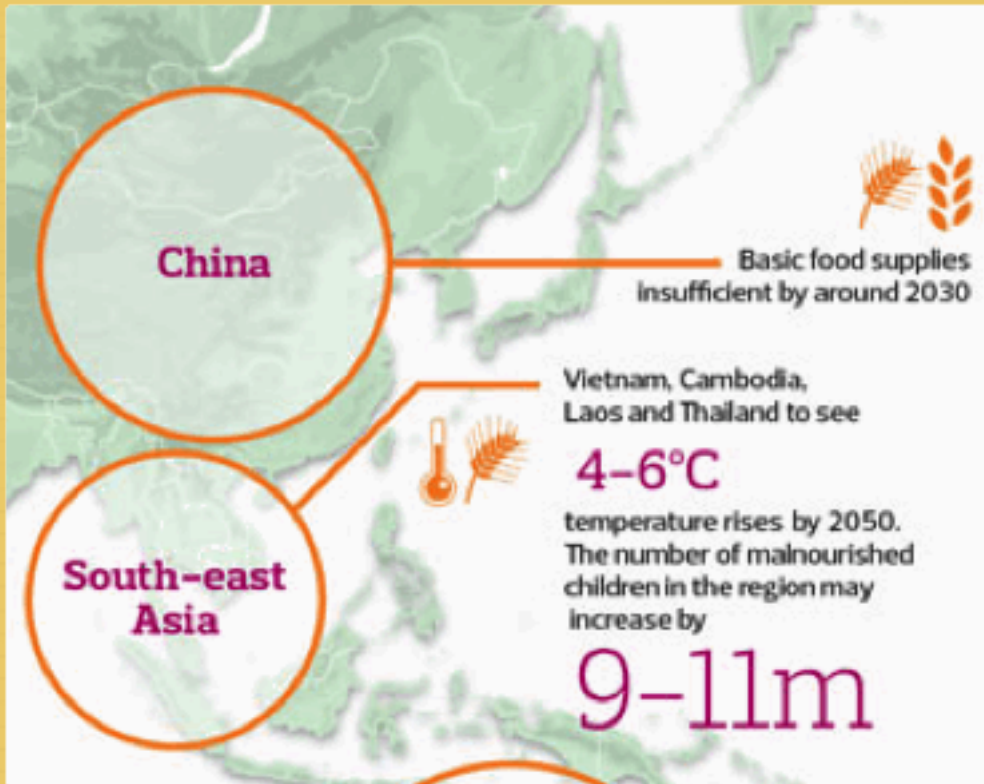 China
Basic food supplies
insufficient by around 2030
Vietnam, Cambodia,
Laos and Thailand to see
4–6°C
temperature rises by 2050.
The number of malnourished
children in the region may
increase by
9–11m
South-east
Asia